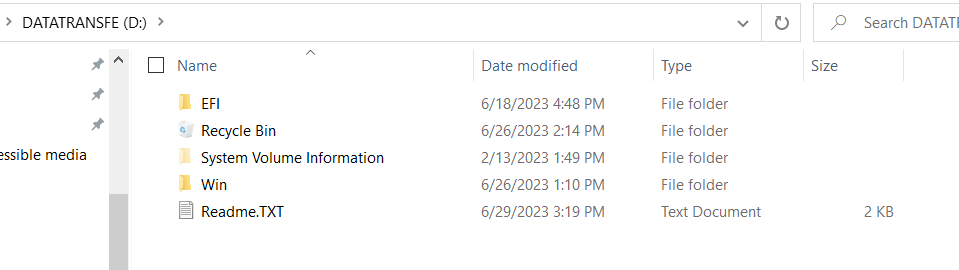 DATATRANSFE (D:)
Search DATAT
Name Date modified Type Size
EFI 6/18/2023 4:48 PM File folder
Recycle Bin 6/26/2023 2:14 PM File folder
essible media
System Volume Information 2/13/2023 1:49 PM File folder
Win 6/26/2023 1:10 PM File folder
Readme.TXT 6/29/2023 3:19 PM Text Document 2 KB